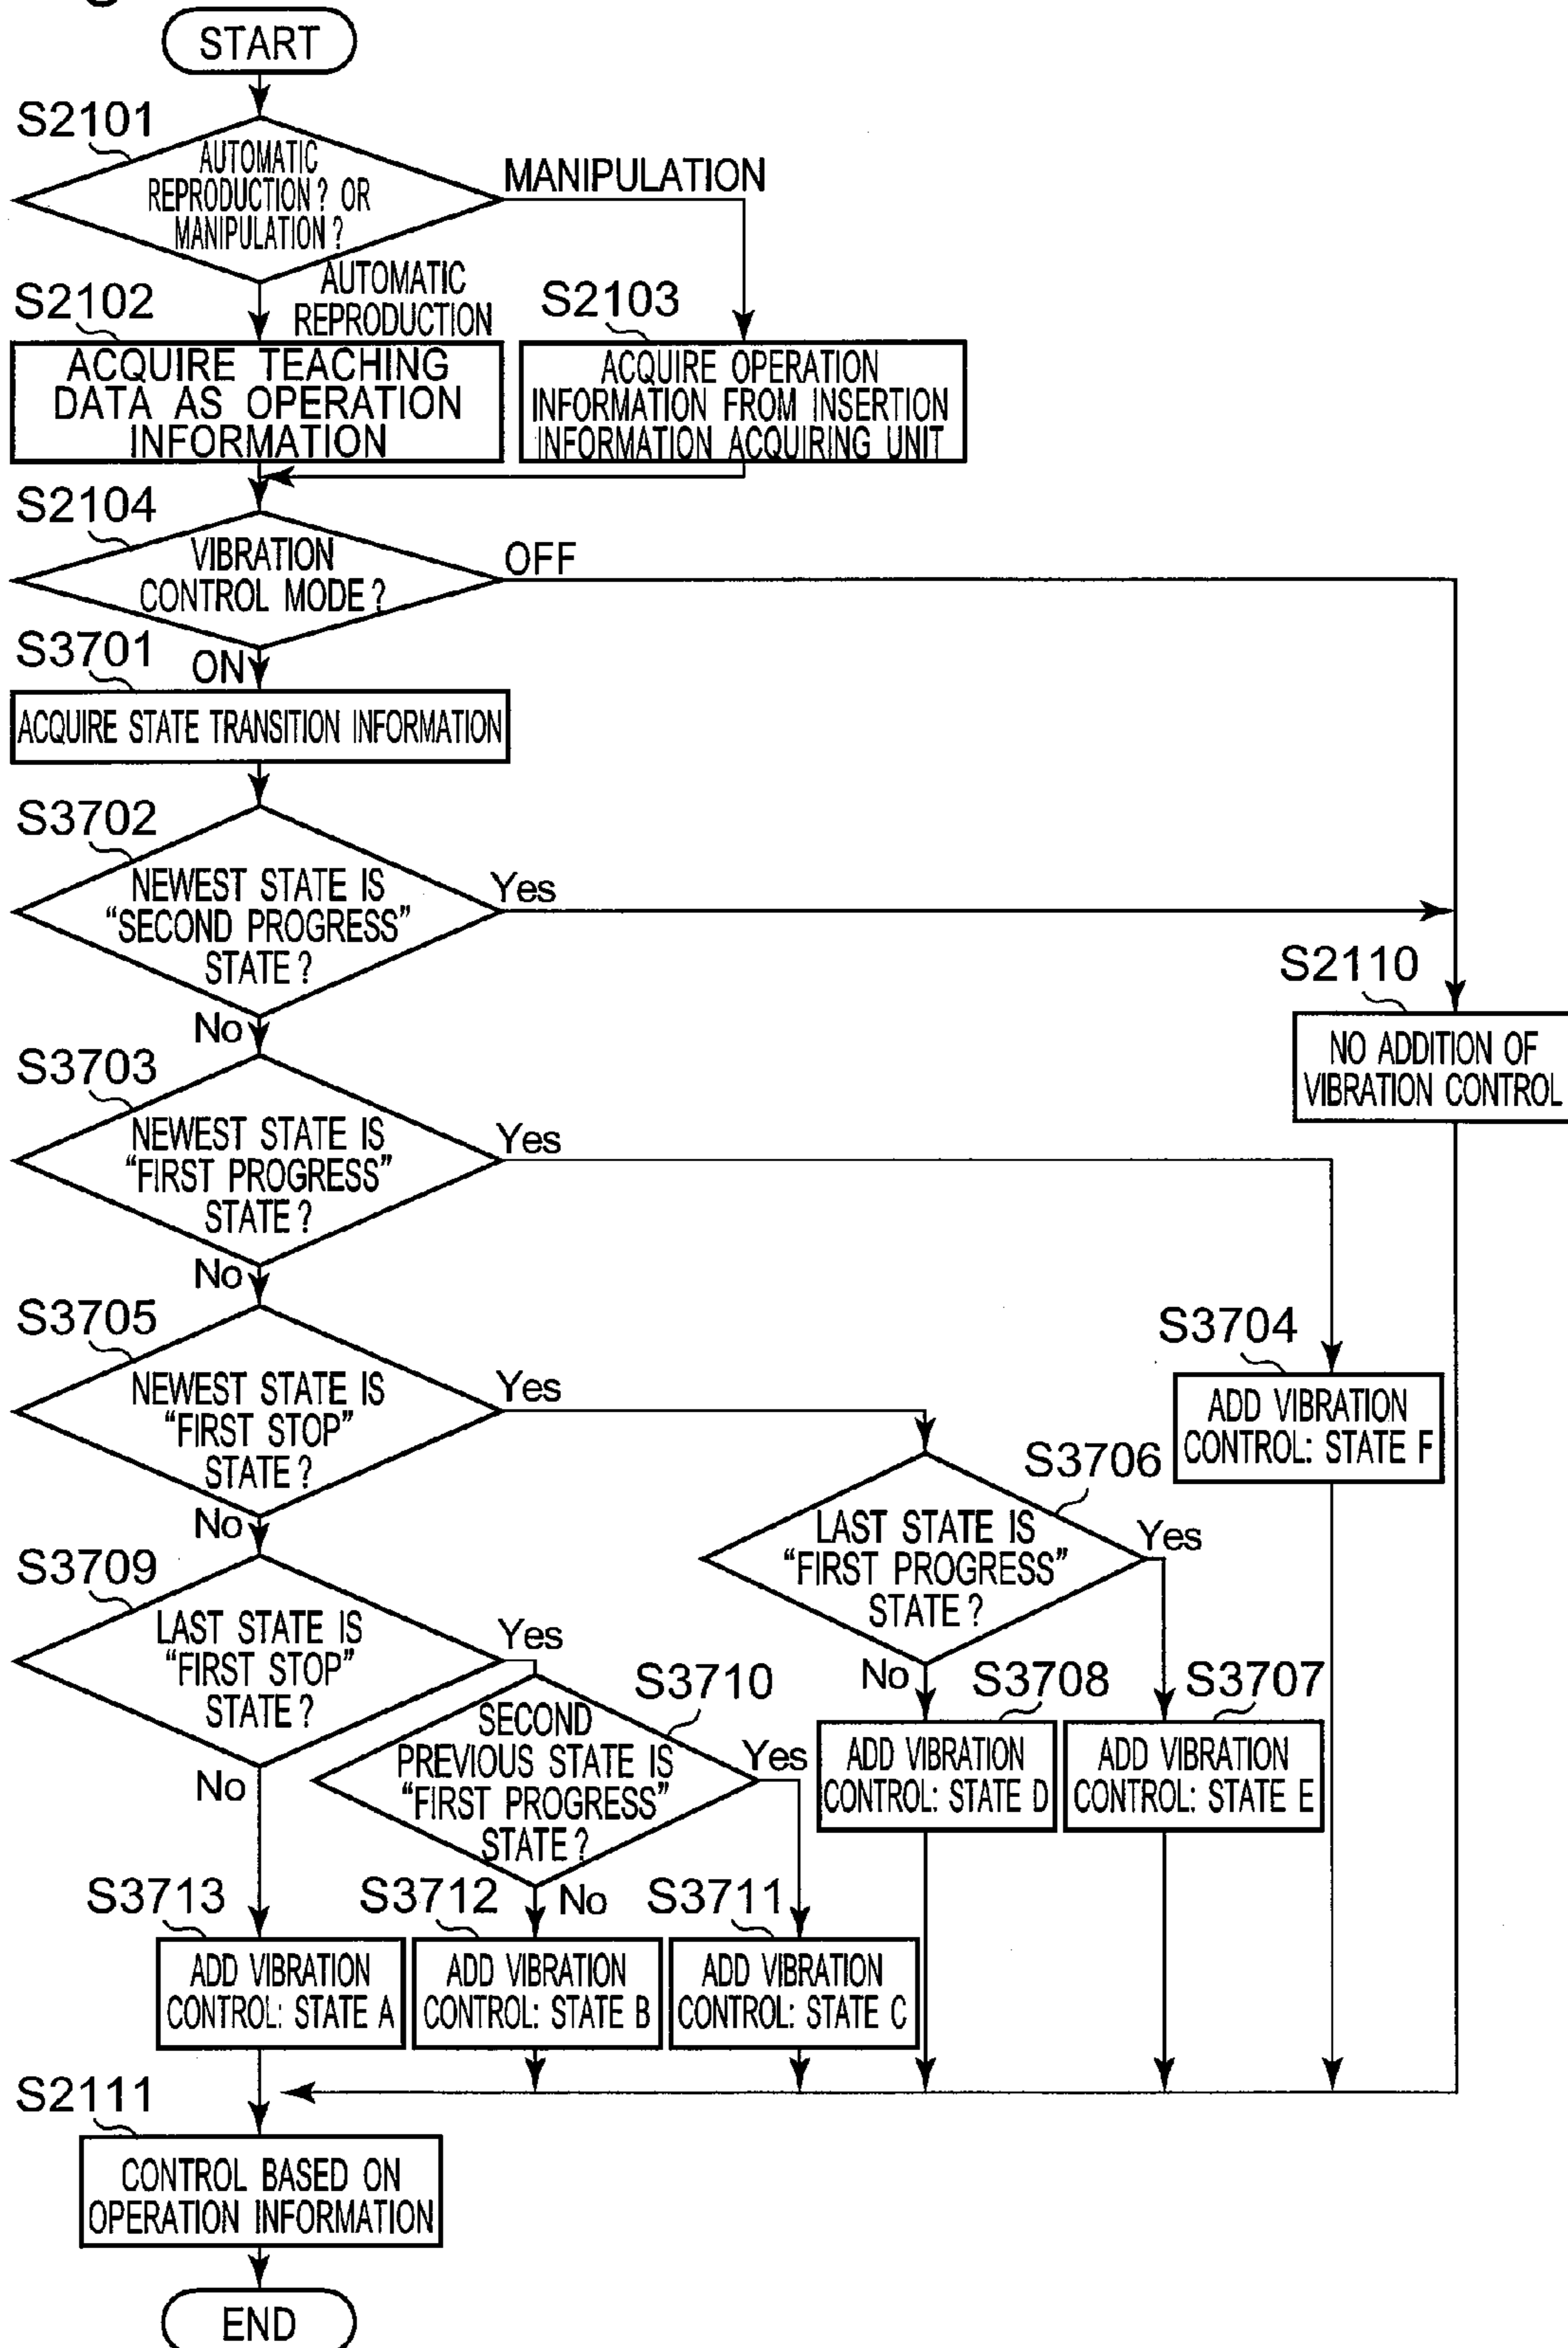 START
S2101
AUTOMATIC
REPRODUCTION? OR
MANIPULATION?
MANIPULATION
AUTOMATIC
REPRODUCTION
S2102
S2103
ACQUIRE TEACHING
DATA AS OPERATION
INFORMATION
ACQUIRE OPERATION
INFORMATION FROM INSERTION
INFORMATION ACQUIRING UNIT
S2104
VIBRATION
CONTROL MODE?
OFF
ON
S3701
ACQUIRE STATE TRANSITION INFORMATION
S3702
NEWEST STATE IS
“SECOND PROGRESS”
STATE?
Yes
No
S2110
NO ADDITION OF
VIBRATION CONTROL
S3703
NEWEST STATE IS
“FIRST PROGRESS”
STATE?
Yes
No
S3704
ADD VIBRATION
CONTROL: STATE F
S3705
NEWEST STATE IS
“FIRST STOP”
STATE?
Yes
No
S3706
LAST STATE IS
“FIRST PROGRESS”
STATE?
Yes
No
S3708
ADD VIBRATION
CONTROL: STATE D
S3707
ADD VIBRATION
CONTROL: STATE E
S3709
LAST STATE IS
“FIRST STOP”
STATE?
Yes
No
S3710
SECOND
PREVIOUS STATE IS
“FIRST PROGRESS”
STATE?
Yes
No
S3713
ADD VIBRATION
CONTROL: STATE A
S3712
ADD VIBRATION
CONTROL: STATE B
S3711
ADD VIBRATION
CONTROL: STATE C
S2111
CONTROL BASED ON
OPERATION INFORMATION
END